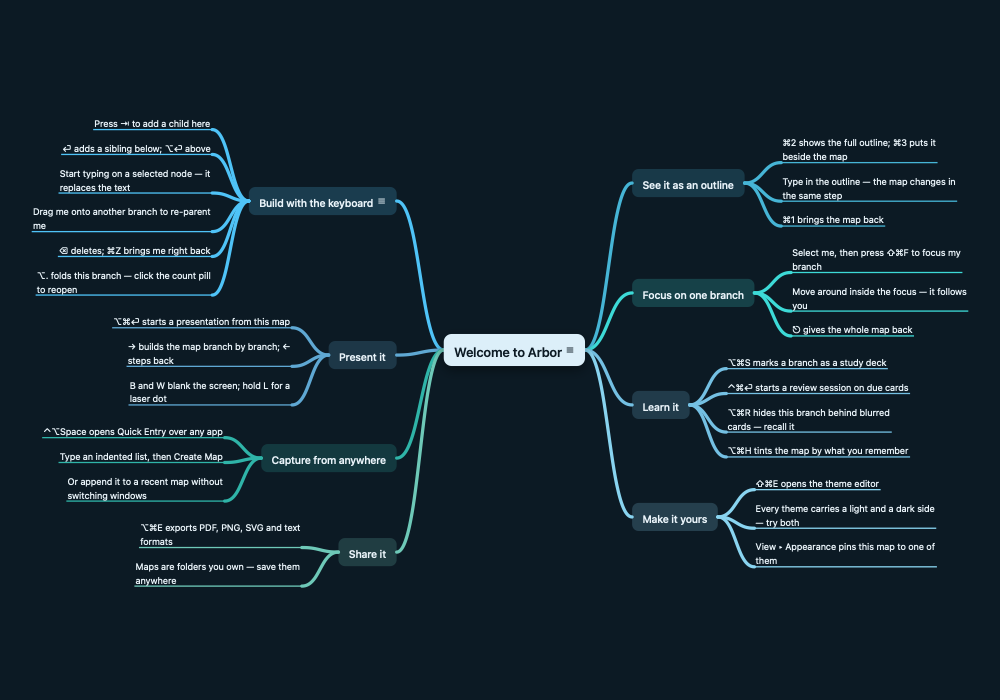 Welcome to Arbor
Build with the keyboard
Press ⇥ to add a child here
⏎ adds a sibling below; ⌥⏎ above
Start typing on a selected node — it
replaces the text
Drag me onto another branch to re-parent
me
⌫ deletes; ⌘Z brings me right back
⌥. folds this branch — click the count pill
to reopen
Present it
⌥⌘⏎ starts a presentation from this map
→ builds the map branch by branch; ←
steps back
B and W blank the screen; hold L for a
laser dot
Capture from anywhere
^⌥Space opens Quick Entry over any app
Type an indented list, then Create Map
Or append it to a recent map without
switching windows
Share it
⌥⌘E exports PDF, PNG, SVG and text
formats
Maps are folders you own — save them
anywhere
See it as an outline
⌘2 shows the full outline; ⌘3 puts it
beside the map
Type in the outline — the map changes in
the same step
⌘1 brings the map back
Focus on one branch
Select me, then press ⇧⌘F to focus my
branch
Move around inside the focus — it follows
you
⎋ gives the whole map back
Learn it
⌥⌘S marks a branch as a study deck
^⌘⏎ starts a review session on due cards
⌥⌘R hides this branch behind blurred
cards — recall it
⌥⌘H tints the map by what you remember
Make it yours
⇧⌘E opens the theme editor
Every theme carries a light and a dark side
— try both
View ▸ Appearance pins this map to one of
them